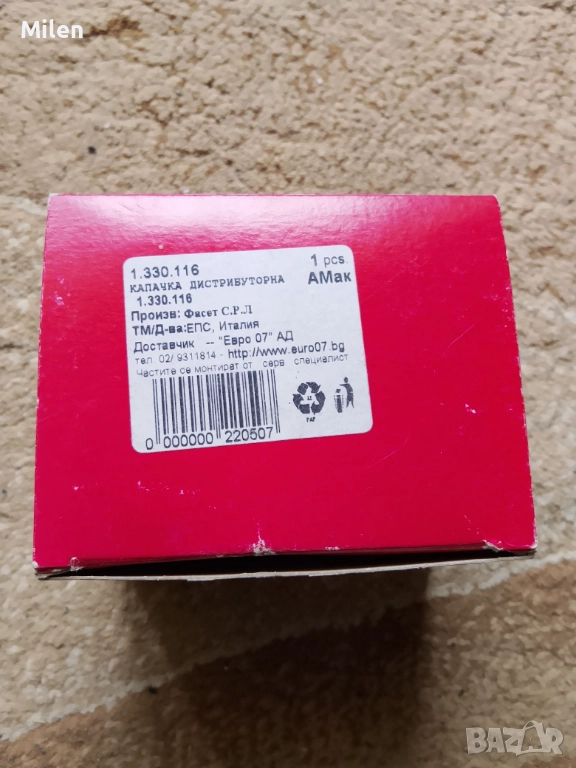 Milen
1.330.116
1 pcs.
КАПАЧКА ДИСТРИБУТОРНА
АМак
1.330.116
Произв: Фасет С.Р.Л
ТМ/Д-ва:ЕПС, Италия
Доставчик -- "Евро 07" АД
тел. 02/ 9311814 - http://www.euro07.bg
Частите се монтират от серв специалист
0 000000 220507
PAP
BAZAR